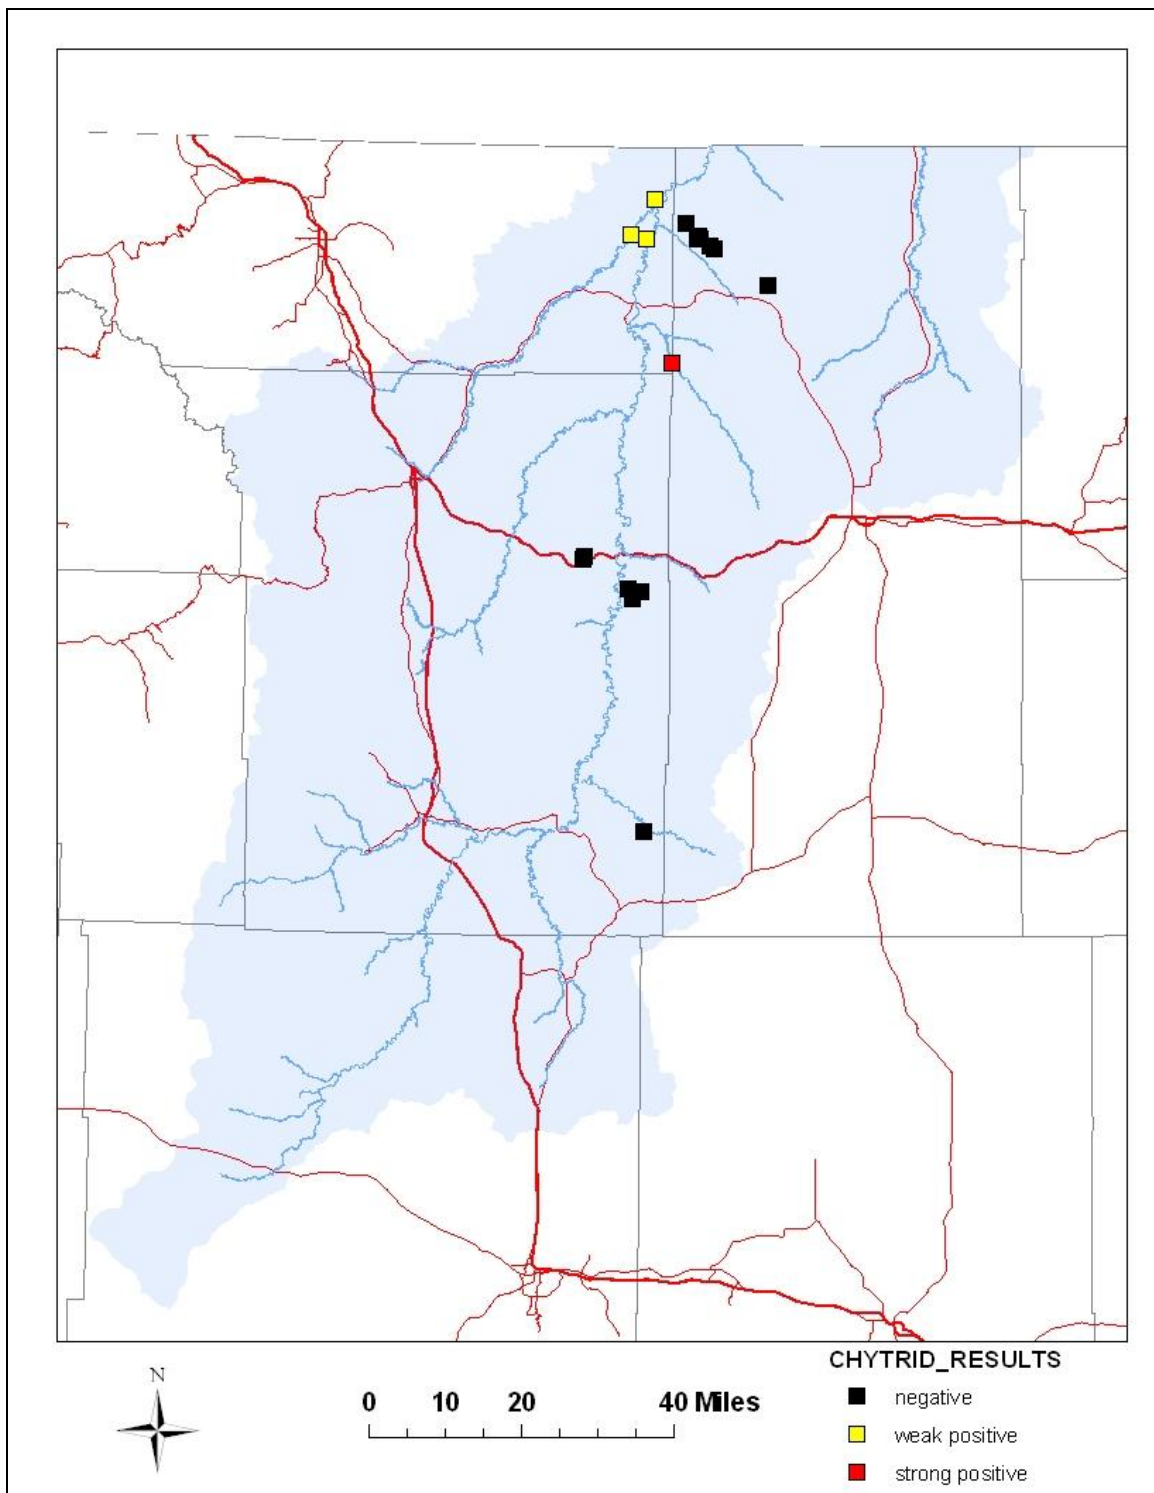 CHYTRID_RESULTS
N
0 10 20 40 Miles
negative
weak positive
strong positive